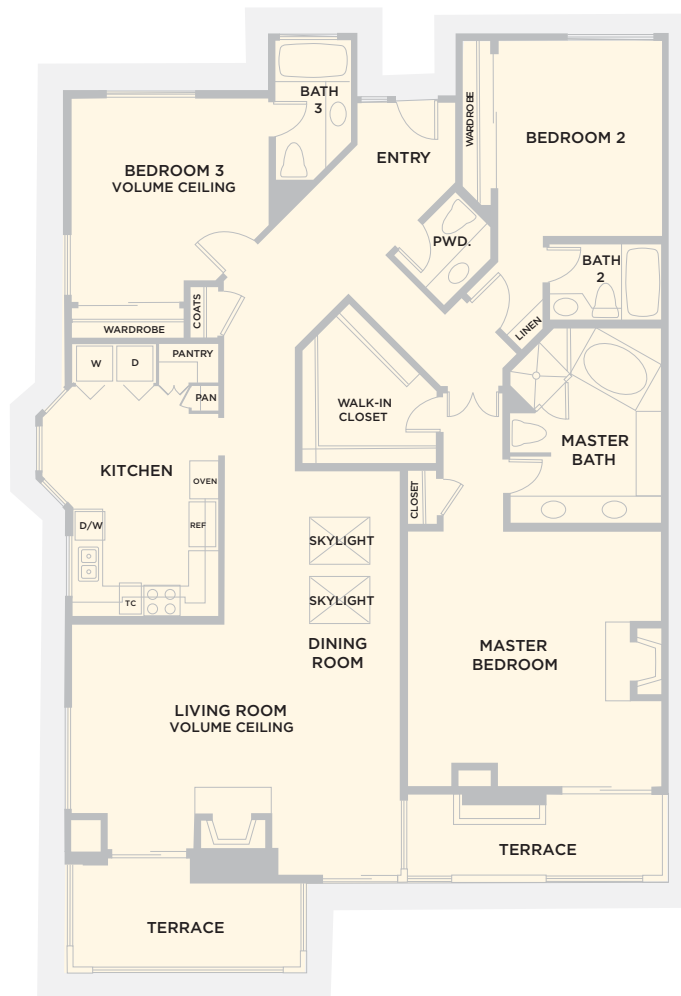 BATH
3
WARDROBE
ENTRY
BEDROOM 2
BEDROOM 3
VOLUME CEILING
PWD.
BATH
2
COATS
LINEN
WARDROBE
W
D
PANTRY
PAN
WALK-IN
CLOSET
MASTER
BATH
KITCHEN
OVEN
CLOSET
D/W
REF
SKYLIGHT
SKYLIGHT
TC
DINING
ROOM
MASTER
BEDROOM
LIVING ROOM
VOLUME CEILING
TERRACE
TERRACE